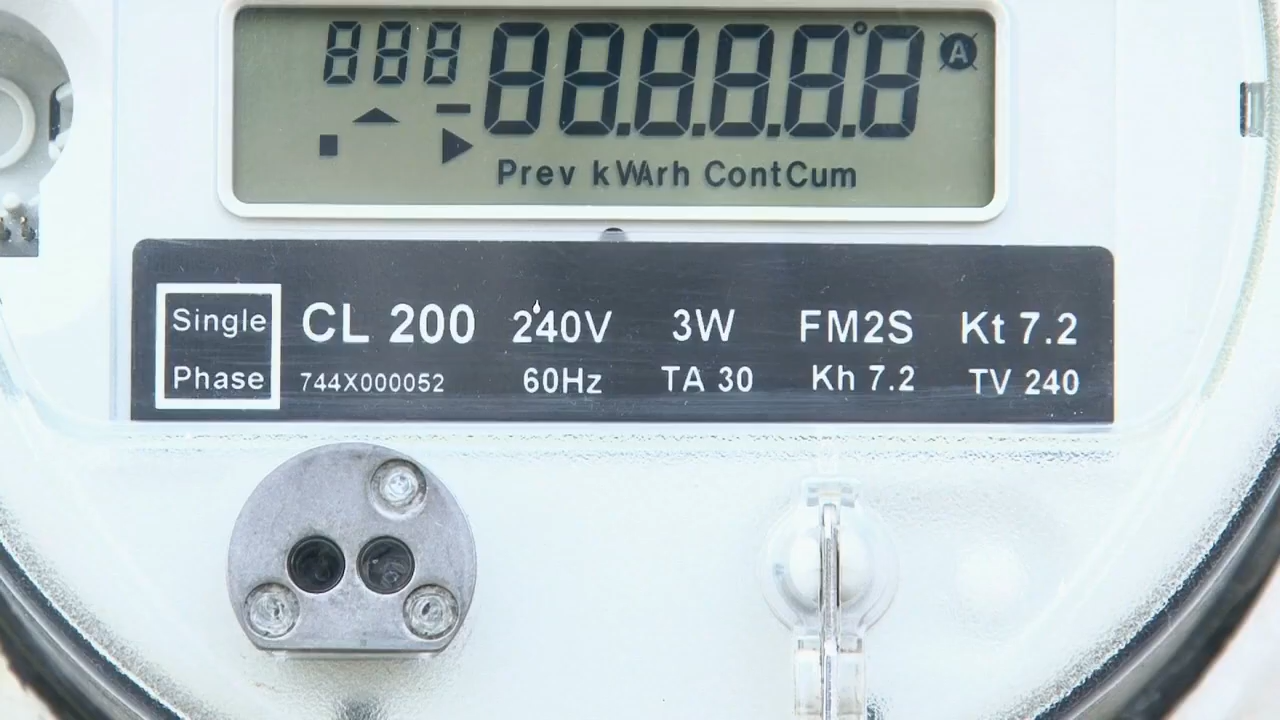 888 88.8.8.8.8° A
Prev kWArh ContCum
Single Phase
CL 200 240V 3W FM2S Kt 7.2
744X000052 60Hz TA 30 Kh 7.2 TV 240